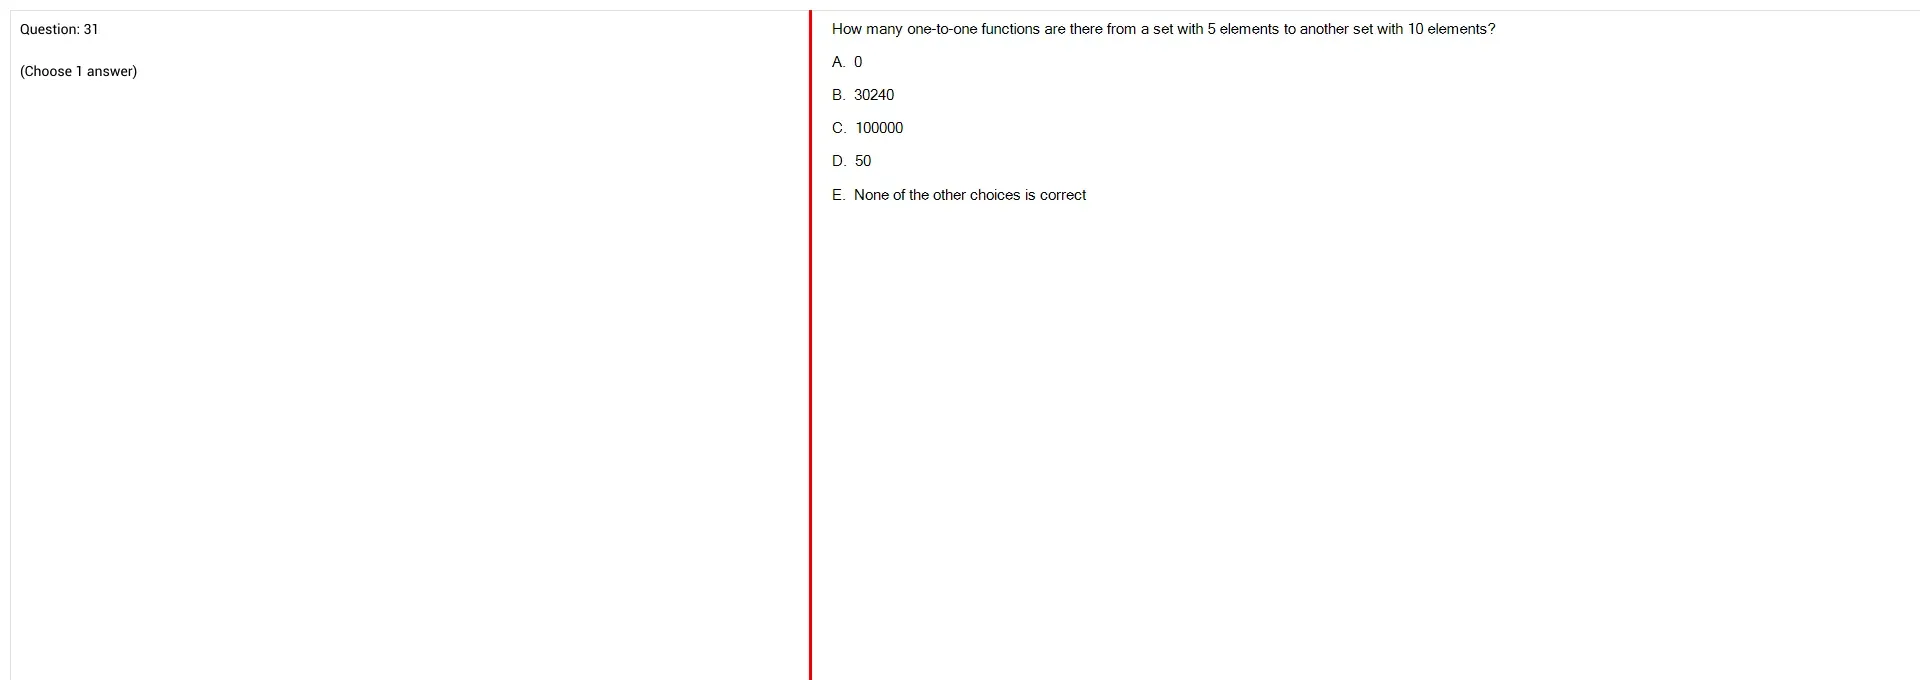 Question: 31
(Choose 1 answer)
How many one-to-one functions are there from a set with 5 elements to another set with 10 elements?
A. 0
B. 30240
C. 100000
D. 50
E. None of the other choices is correct